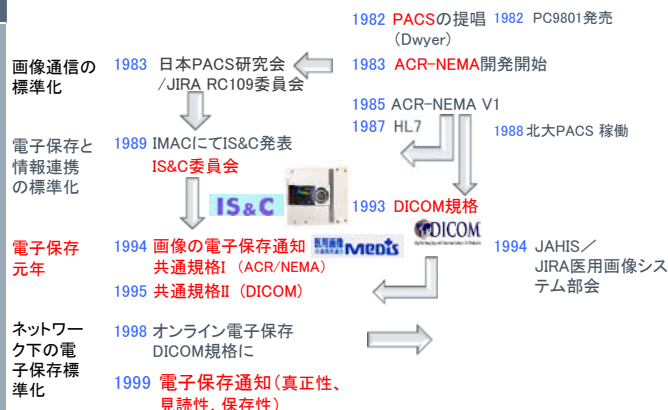 1982 PACSの提唱
(Dwyer)
1982 PC9801発売
画像通信の
標準化
1983 日本PACS研究会
/JIRA RC109委員会
1983 ACR-NEMA開発開始
1985 ACR-NEMA V1
1987 HL7
1988北大PACS 稼働
電子保存と
情報連携
の標準化
1989 IMACにてIS&C発表
IS&C委員会
IS&C
1993 DICOM規格
DICOM
電子保存
元年
1994 画像の電子保存通知
共通規格I (ACR/NEMA)
MEDiS
1994 JAHIS/
JIRA医用画像シス
テム部会
1995 共通規格II (DICOM)
ネットワー
ク下の電
子保存標
準化
1998 オンライン電子保存
DICOM規格に
1999 電子保存通知(真正性、
見読性、保存性)